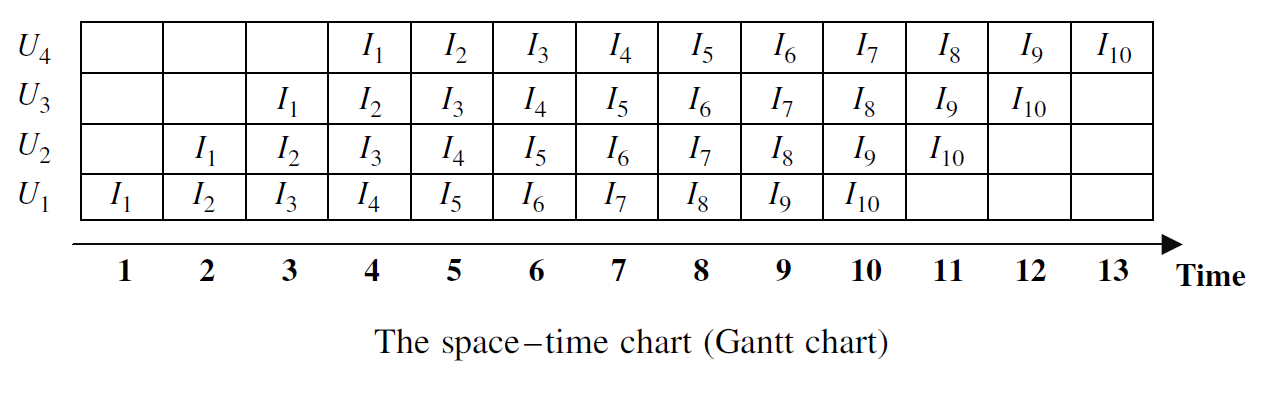 U₄ I₁ I₂ I₃ I₄ I₅ I₆ I₇ I₈ I₉ I₁₀
U₃ I₁ I₂ I₃ I₄ I₅ I₆ I₇ I₈ I₉ I₁₀
U₂ I₁ I₂ I₃ I₄ I₅ I₆ I₇ I₈ I₉ I₁₀
U₁ I₁ I₂ I₃ I₄ I₅ I₆ I₇ I₈ I₉ I₁₀
1 2 3 4 5 6 7 8 9 10 11 12 13 Time
The space–time chart (Gantt chart)